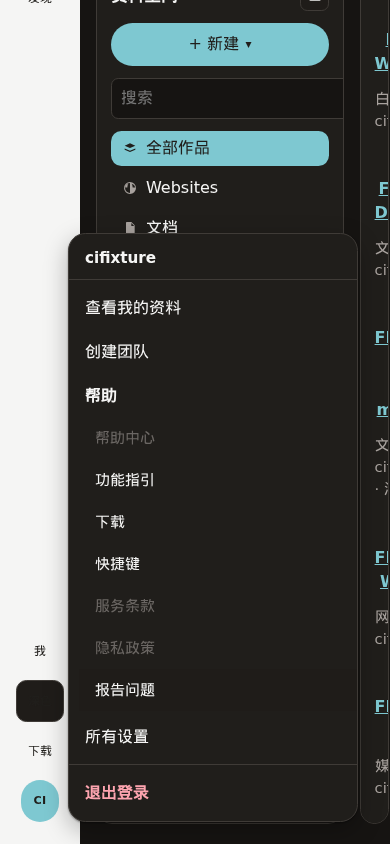 + 新建 ▾
搜索
全部作品
Websites
文档
cifixture
查看我的资料
创建团队
帮助
帮助中心
功能指引
下载
快捷键
服务条款
隐私政策
报告问题
所有设置
退出登录
我
下载
CI